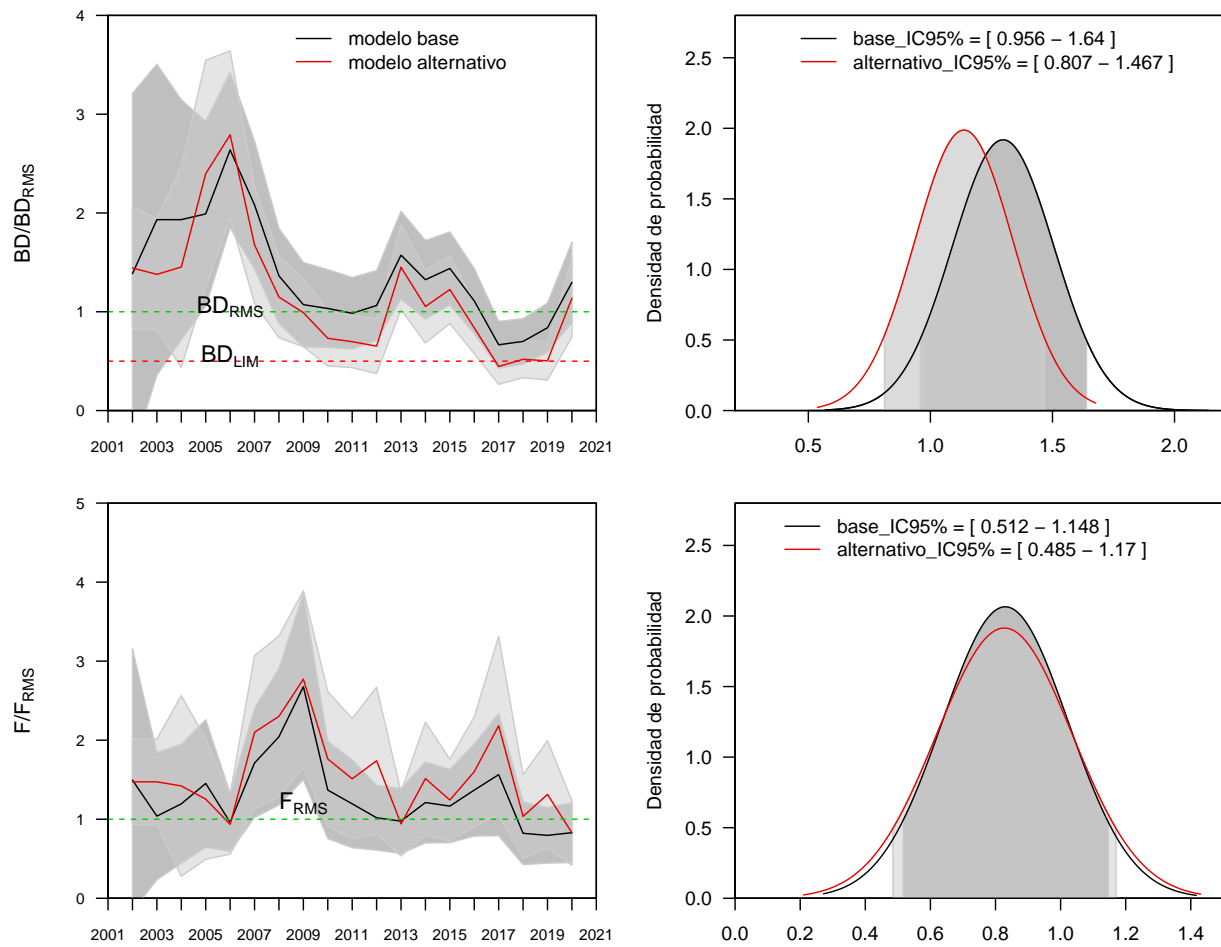 modelo base
modelo alternativo
BD/BD_RMS
BD_RMS
BD_LIM
0 1 2 3 4
2001 2003 2005 2007 2009 2011 2013 2015 2017 2019 2021
base_IC95% = [ 0.956 − 1.64 ]
alternativo_IC95% = [ 0.807 − 1.467 ]
Densidad de probabilidad
0.0 0.5 1.0 1.5 2.0 2.5
0.5 1.0 1.5 2.0
F/F_RMS
F_RMS
0 1 2 3 4 5
2001 2003 2005 2007 2009 2011 2013 2015 2017 2019 2021
base_IC95% = [ 0.512 − 1.148 ]
alternativo_IC95% = [ 0.485 − 1.17 ]
Densidad de probabilidad
0.0 0.5 1.0 1.5 2.0 2.5
0.0 0.2 0.4 0.6 0.8 1.0 1.2 1.4